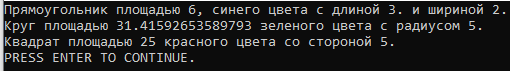 Прямоугольник площадью 6, синего цвета с длиной 3. и шириной 2.
Круг площадью 31.41592653589793 зеленого цвета с радиусом 5.
Квадрат площадью 25 красного цвета со стороной 5.
PRESS ENTER TO CONTINUE.